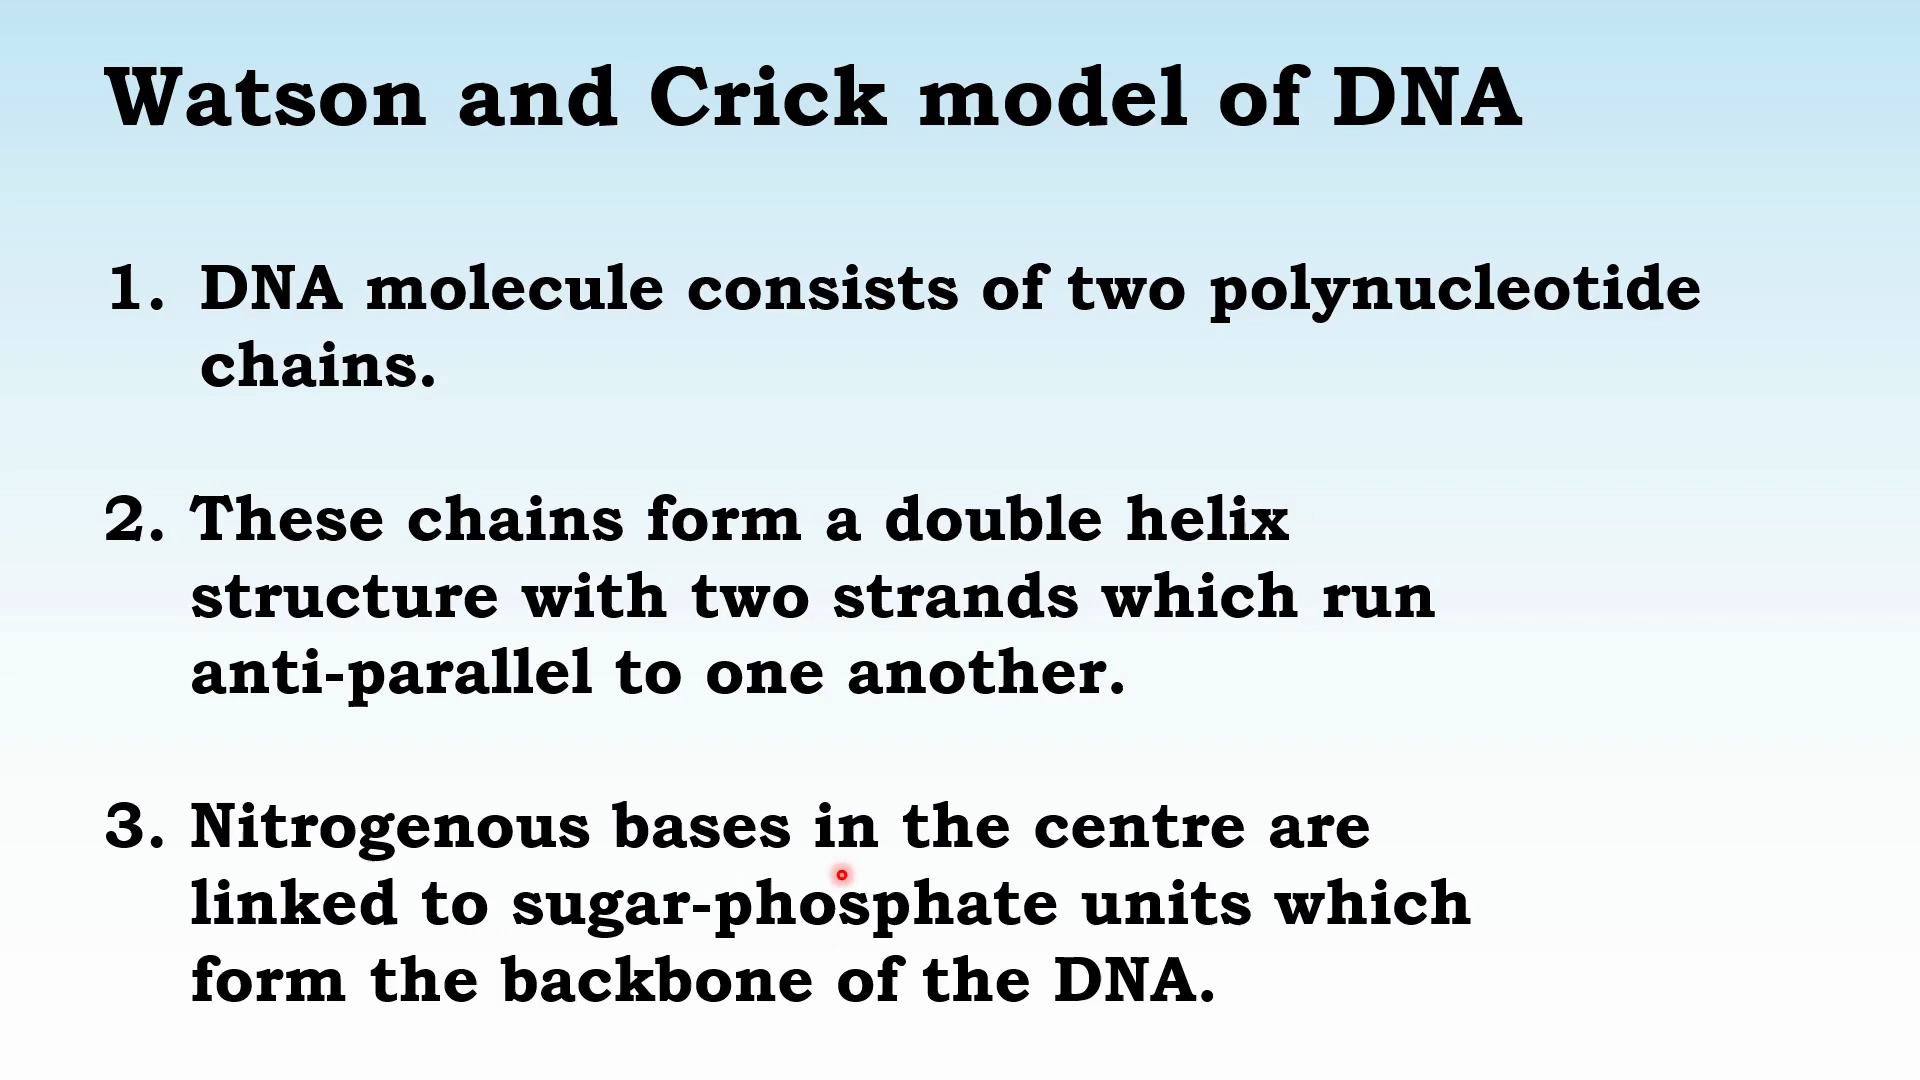 Watson and Crick model of DNA
1. DNA molecule consists of two polynucleotide
chains.
2. These chains form a double helix
structure with two strands which run
anti-parallel to one another.
3. Nitrogenous bases in the centre are
linked to sugar-phosphate units which
form the backbone of the DNA.